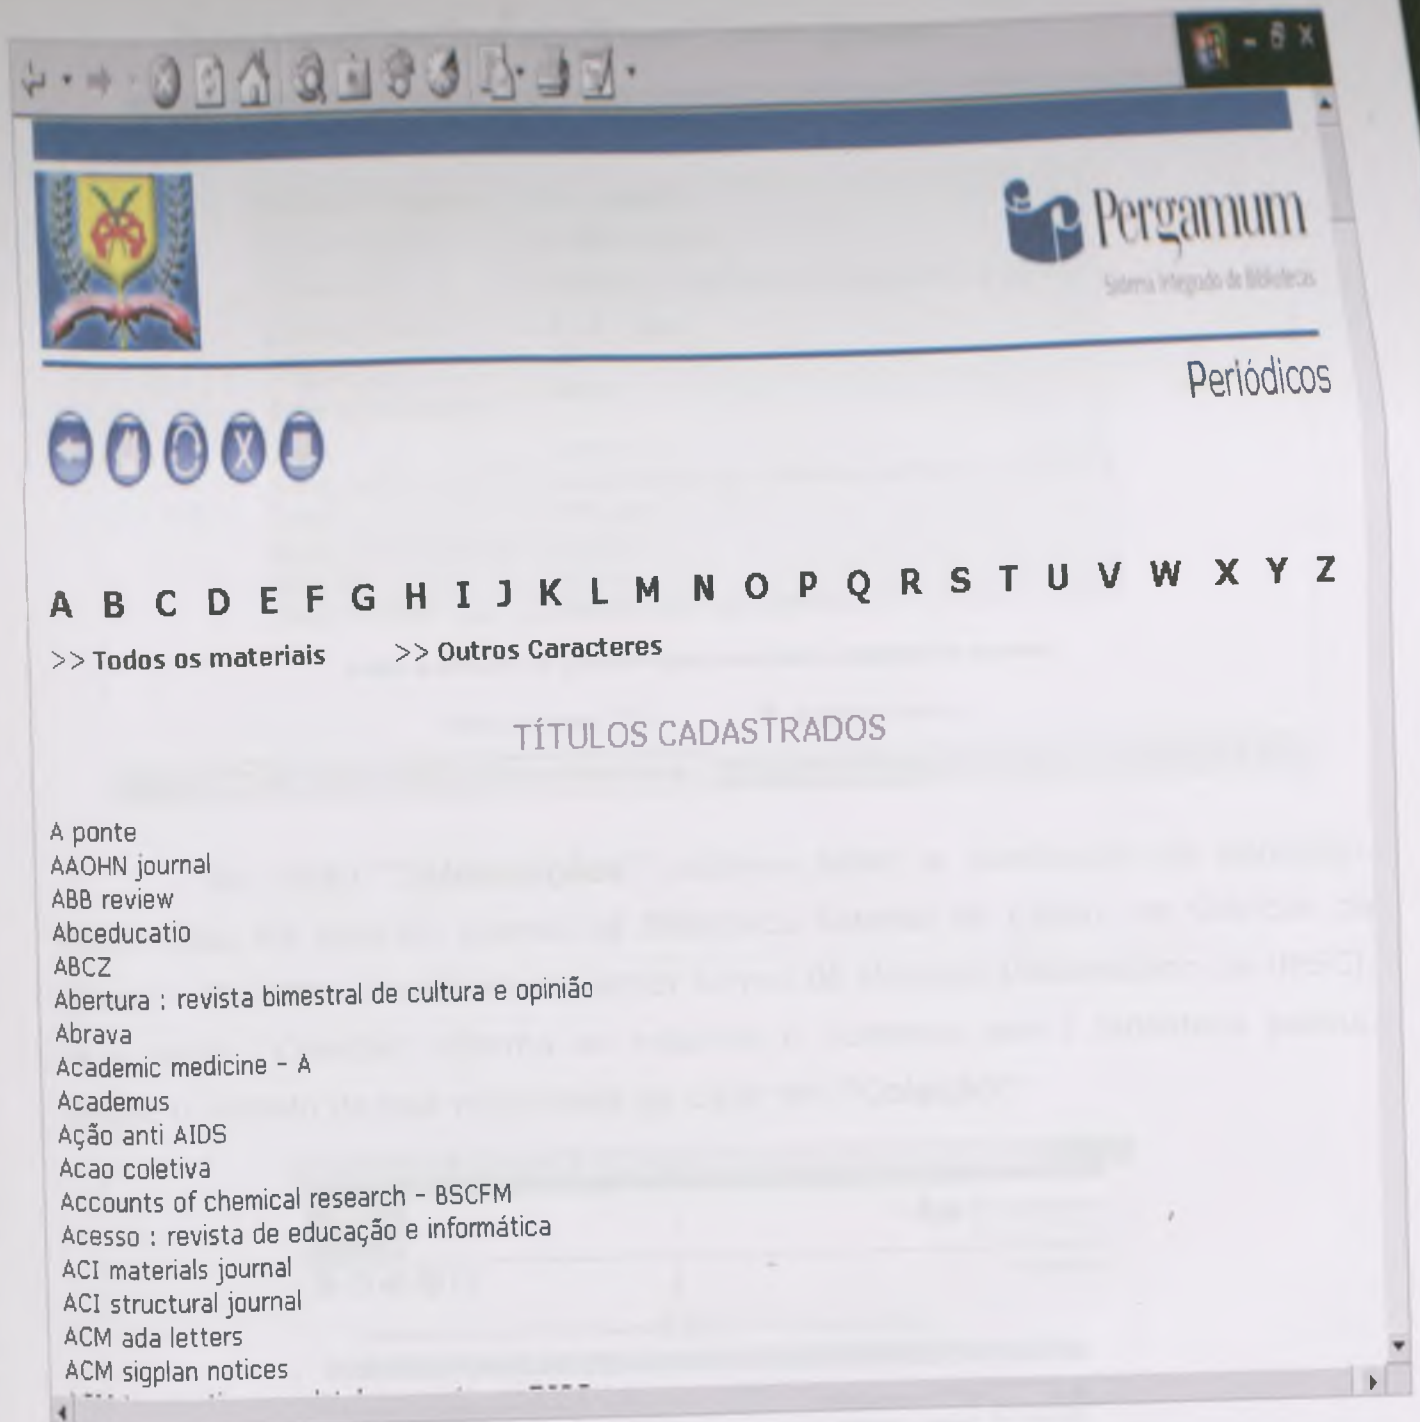 Pergamum
Sistema Integrado de Bibliotecas
Periódicos
A B C D E F G H I J K L M N O P Q R S T U V W X Y Z
>> Todos os materiais >> Outros Caracteres
TÍTULOS CADASTRADOS
A ponte
AAOHN journal
ABB review
Abceducatio
ABCZ
Abertura : revista bimestral de cultura e opinião
Abrava
Academic medicine - A
Academus
Ação anti AIDS
Acao coletiva
Accounts of chemical research - BSCFM
Acesso : revista de educação e informática
ACI materials journal
ACI structural journal
ACM ada letters
ACM sigplan notices